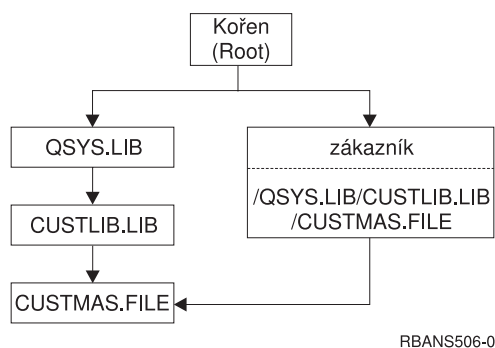 Kořen
(Root)
QSYS.LIB
zákazník
/QSYS.LIB/CUSTLIB.LIB
/CUSTMAS.FILE
CUSTLIB.LIB
CUSTMAS.FILE
RBANS506-0